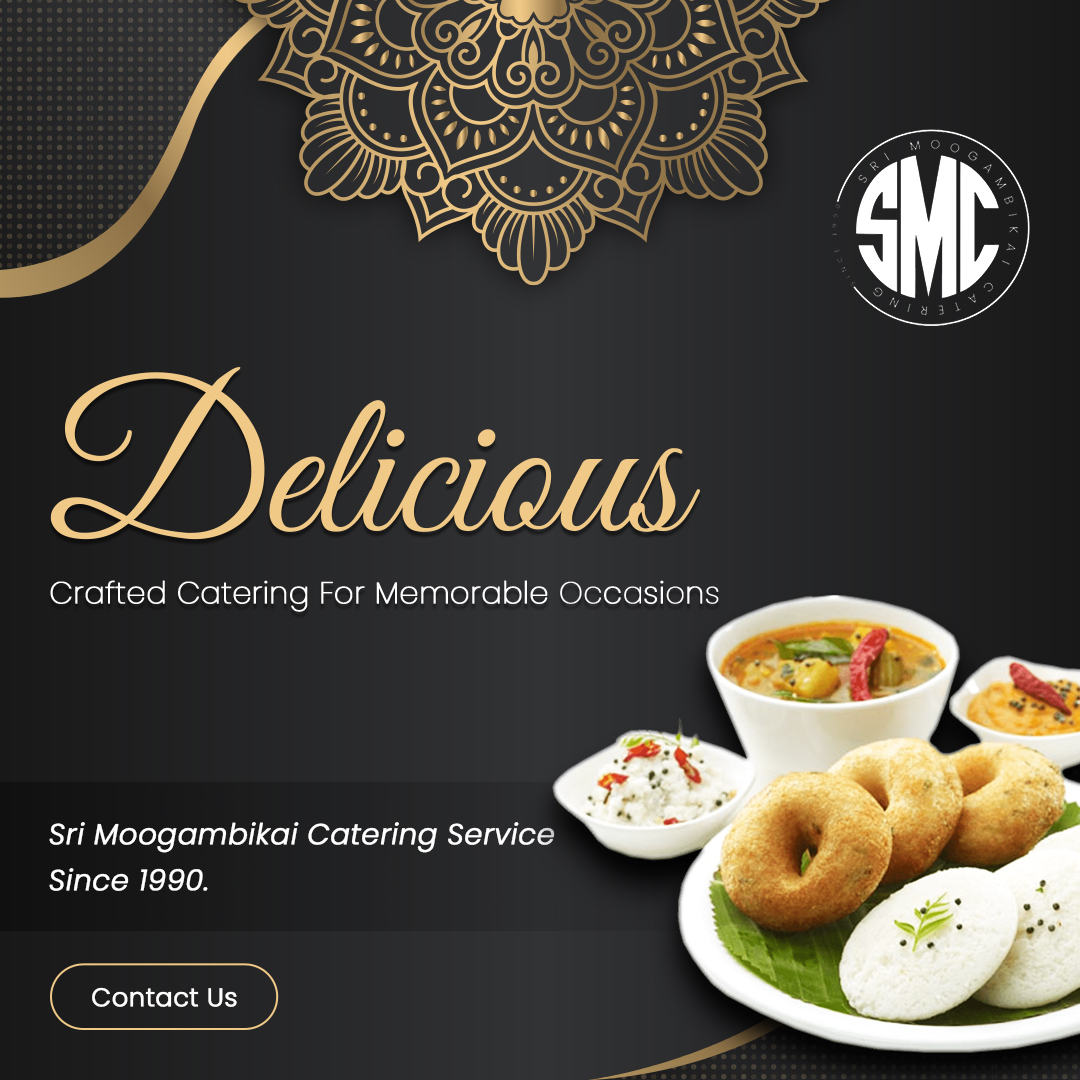 SRI MOOGAMBIKAI CATERING
SMC
Delicious
Crafted Catering For Memorable Occasions
Sri Moogambikai Catering Service
Since 1990.
Contact Us